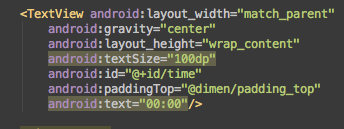 <TextView android:layout_width="match_parent"
android:gravity="center"
android:layout_height="wrap_content"
android:textSize="100dp"
android:id="@+id/time"
android:paddingTop="@dimen/padding_top"
android:text="00:00"/>